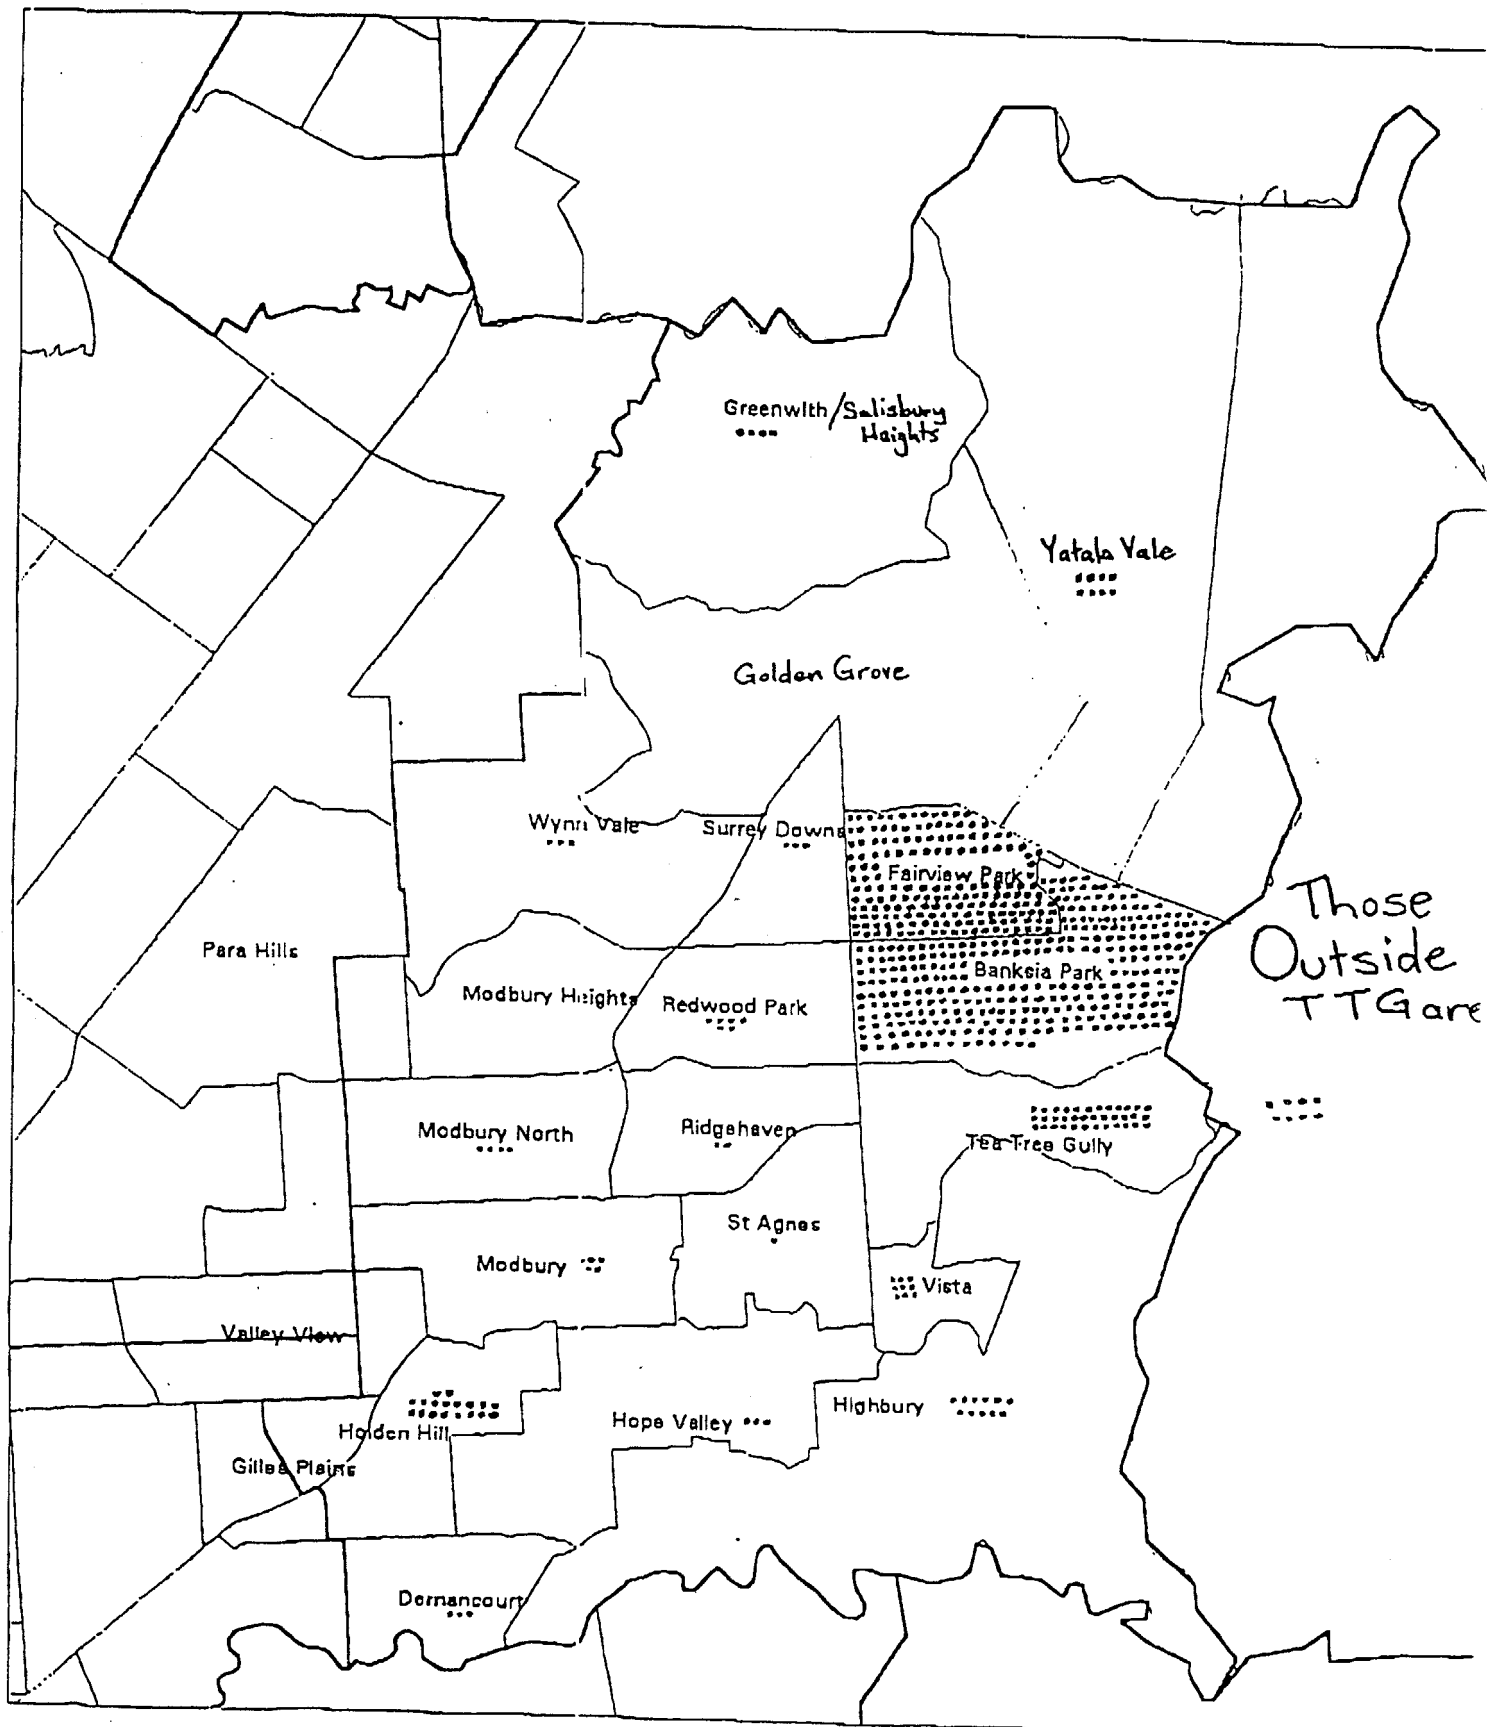 Greenwith/Salisbury
Heights
Yatala Vale
Golden Grove
Wynn Vale
Surrey Downs
Fairview Park
Those
Outside
TTG are
Para Hills
Banksia Park
Modbury Heights
Redwood Park
Modbury North
Ridgehaven
Tea Tree Gully
St Agnes
Modbury
Vista
Valley View
Highbury
Hope Valley
Holden Hill
Gilles Plains
Dernancourt